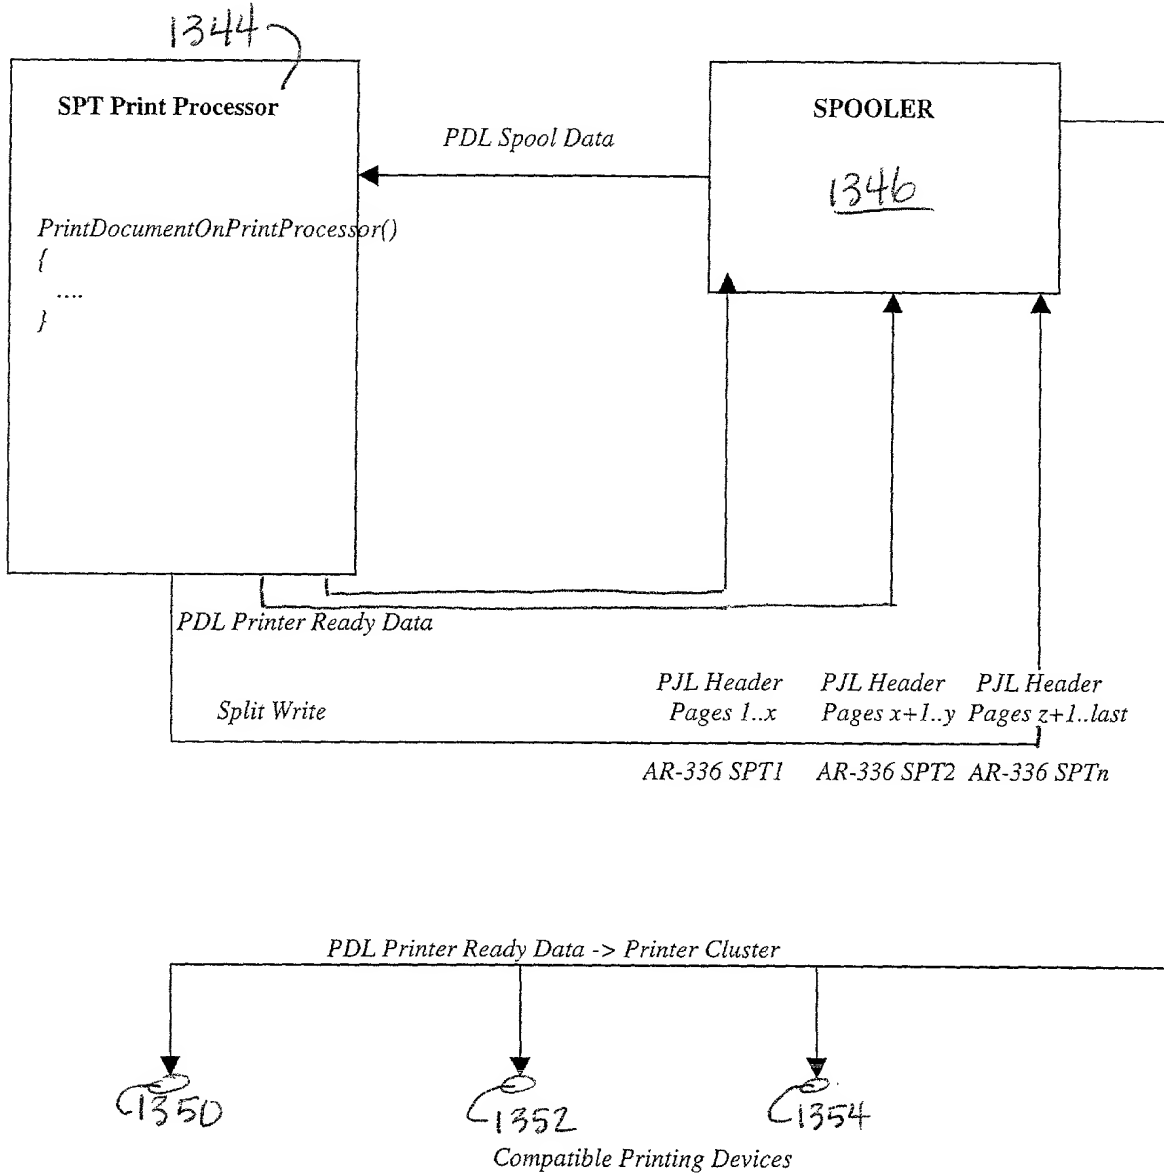 1344
SPT Print Processor
SPOOLER
PDL Spool Data
1346
PrintDocumentOnPrintProcessor()
{
....
}
PDL Printer Ready Data
PJL Header PJL Header PJL Header
Split Write Pages 1..x Pages x+1..y Pages z+1..last
AR-336 SPT1 AR-336 SPT2 AR-336 SPTn
PDL Printer Ready Data -> Printer Cluster
1350 1352 1354
Compatible Printing Devices